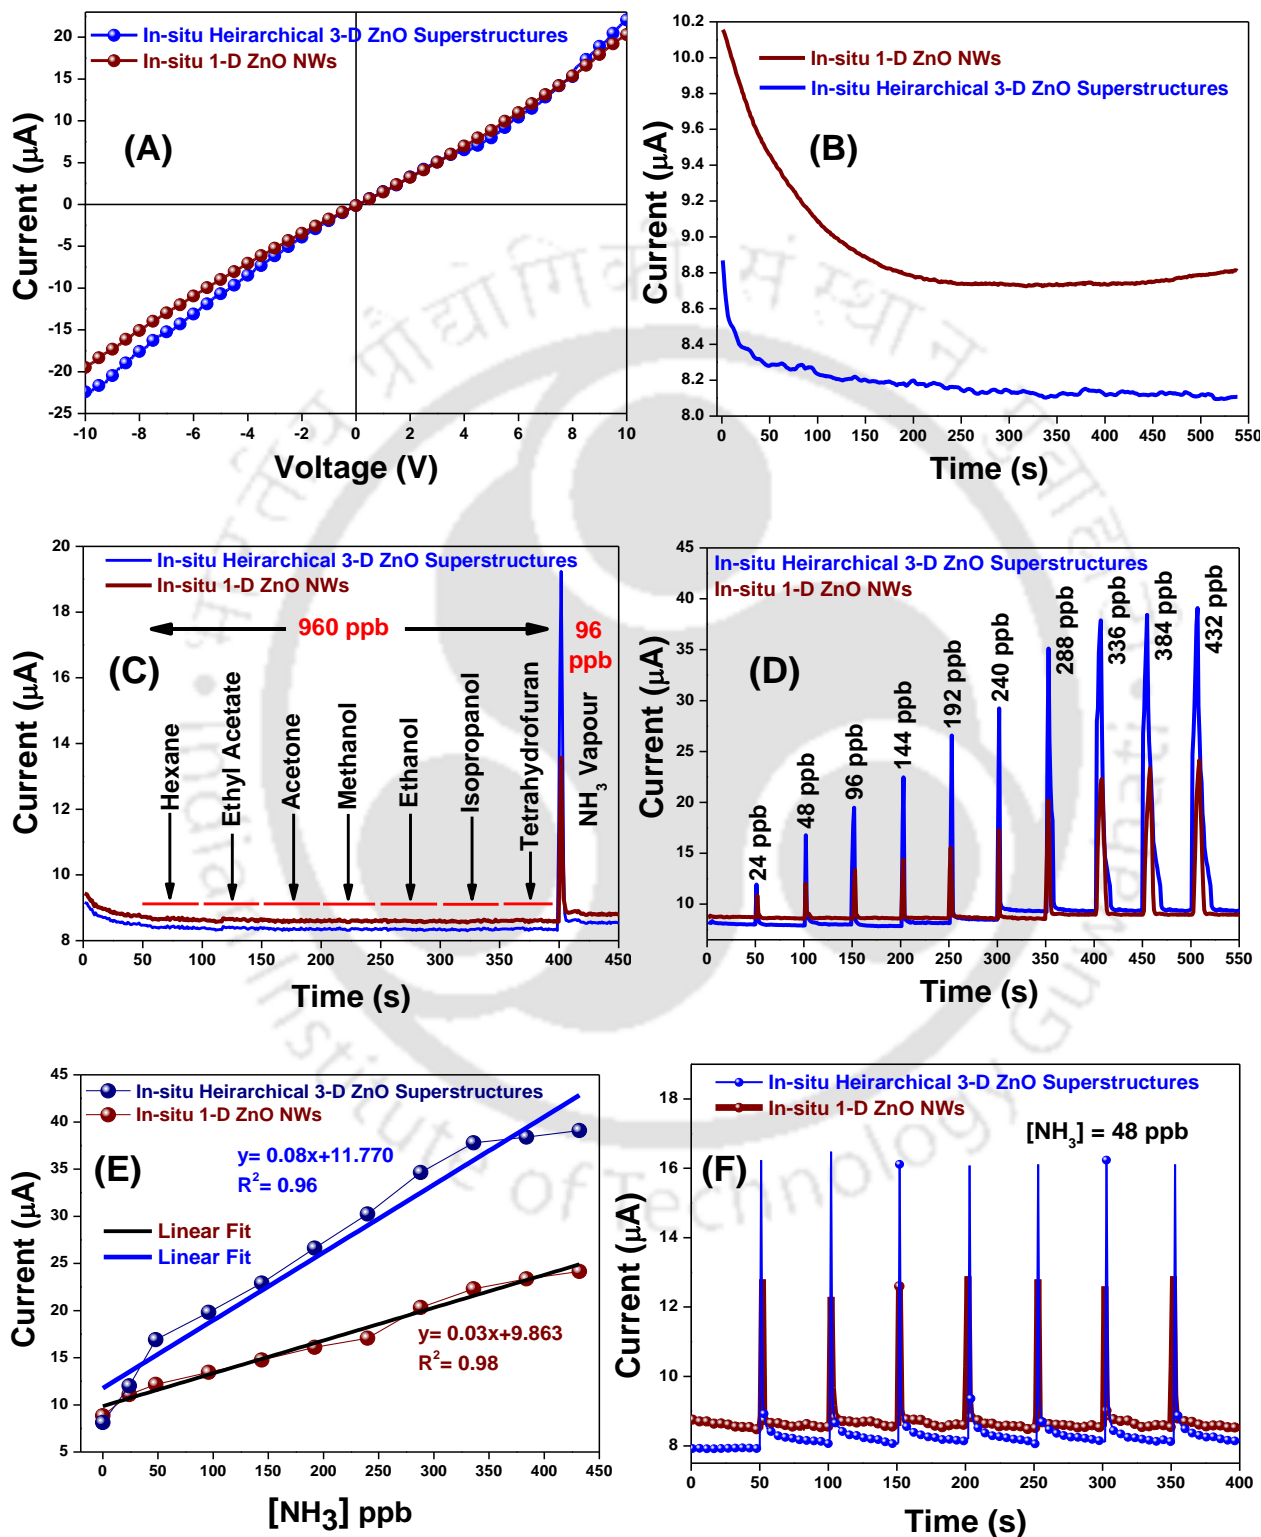 In-situ Heirarchical 3-D ZnO Superstructures
In-situ 1-D ZnO NWs
(A)
Current (μA)
20
15
10
5
0
-5
-10
-15
-20
-25
-10 -8 -6 -4 -2 0 2 4 6 8 10
Voltage (V)
In-situ 1-D ZnO NWs
In-situ Heirarchical 3-D ZnO Superstructures
(B)
Current (μA)
10.2
10.0
9.8
9.6
9.4
9.2
9.0
8.8
8.6
8.4
8.2
8.0
0 50 100 150 200 250 300 350 400 450 500 550
Time (s)
In-situ Heirarchical 3-D ZnO Superstructures
In-situ 1-D ZnO NWs
960 ppb
96
ppb
(C)
Hexane
Ethyl Acetate
Acetone
Methanol
Ethanol
Isopropanol
Tetrahydrofuran
NH3 Vapour
Current (μA)
20
18
16
14
12
10
8
0 50 100 150 200 250 300 350 400 450
Time (s)
In-situ Heirarchical 3-D ZnO Superstructures
In-situ 1-D ZnO NWs
(D)
24 ppb
48 ppb
96 ppb
144 ppb
192 ppb
240 ppb
288 ppb
336 ppb
384 ppb
432 ppb
Current (μA)
45
40
35
30
25
20
15
10
0 50 100 150 200 250 300 350 400 450 500 550
Time (s)
In-situ Heirarchical 3-D ZnO Superstructures
In-situ 1-D ZnO NWs
(E)
y= 0.08x+11.770
R2= 0.96
Linear Fit
Linear Fit
y= 0.03x+9.863
R2= 0.98
Current (μA)
45
40
35
30
25
20
15
10
5
0 50 100 150 200 250 300 350 400 450
[NH3] ppb
In-situ Heirarchical 3-D ZnO Superstructures
In-situ 1-D ZnO NWs
[NH3] = 48 ppb
(F)
Current (μA)
18
16
14
12
10
8
0 50 100 150 200 250 300 350 400
Time (s)
Indian Institute of Technology Guwahati